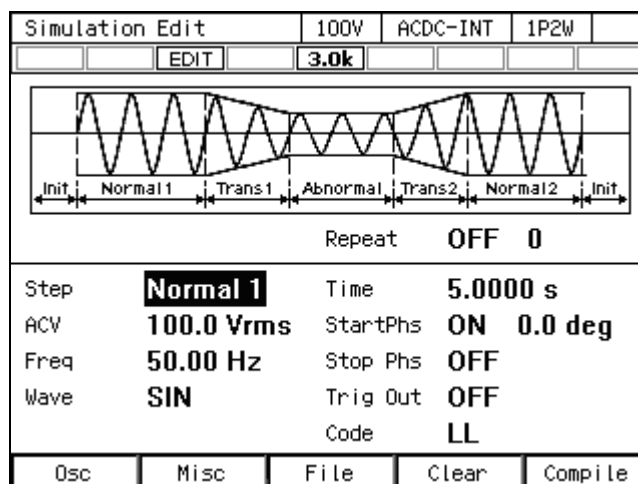 Simulation Edit 100V ACDC-INT 1P2W
EDIT 3.0k
Init Normal1 Trans1 Abnormal Trans2 Normal2 Init
Repeat OFF 0
Step Normal 1 Time 5.0000 s
ACV 100.0 Vrms StartPhs ON 0.0 deg
Freq 50.00 Hz Stop Phs OFF
Wave SIN Trig Out OFF
Code LL
Osc Misc File Clear Compile